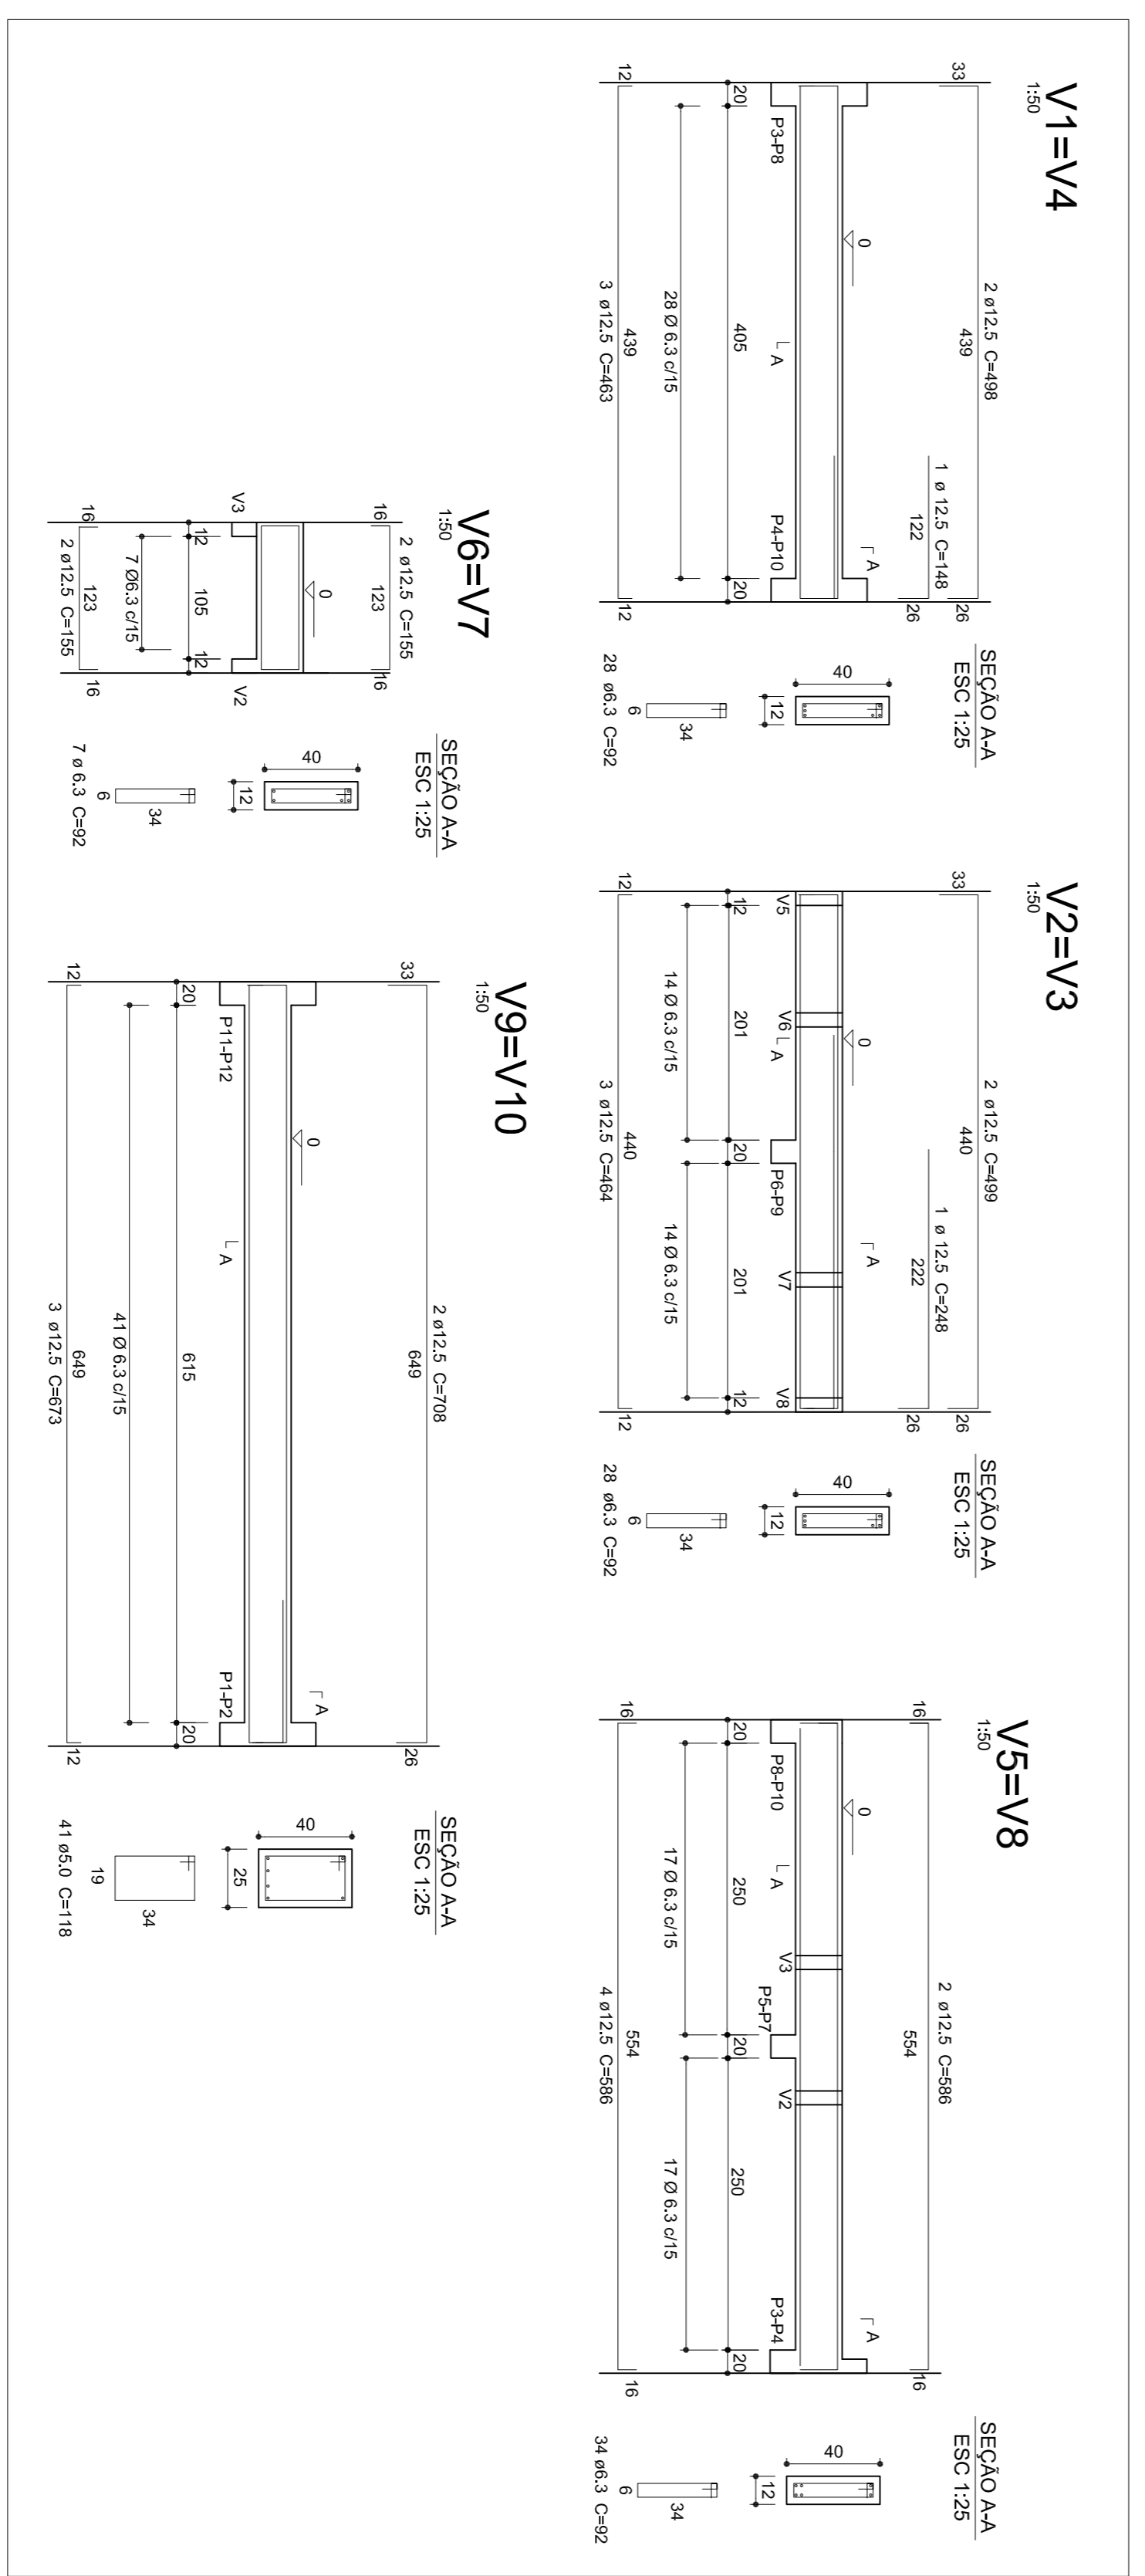 V1=V4
1:50
2 ø12.5 C=498
33
439
26
1 ø 12.5 C=148
122
26
0
A
A
P3-P8
P4-P10
20
405
20
28 Ø 6.3 c/15
12
439
12
3 ø12.5 C=463
SEÇÃO A-A
ESC 1:25
40
12
34
6
28 ø6.3 C=92
V2=V3
1:50
2 ø12.5 C=499
33
440
26
1 ø 12.5 C=248
222
26
0
A
A
V5
V6
P6-P9
V7
V8
12
201
20
201
12
14 Ø 6.3 c/15
14 Ø 6.3 c/15
12
440
12
3 ø12.5 C=464
SEÇÃO A-A
ESC 1:25
40
12
34
6
28 ø6.3 C=92
V5=V8
1:50
2 ø12.5 C=586
16
554
16
0
A
A
P8-P10
V3
P5-P7
V2
P3-P4
20
250
20
250
20
17 Ø 6.3 c/15
17 Ø 6.3 c/15
16
554
16
4 ø12.5 C=586
SEÇÃO A-A
ESC 1:25
40
12
34
6
34 ø6.3 C=92
V6=V7
1:50
2 ø12.5 C=155
16
123
16
0
V3
V2
12
105
12
7 Ø6.3 c/15
16
123
16
2 ø12.5 C=155
SEÇÃO A-A
ESC 1:25
40
12
34
6
7 ø 6.3 C=92
V9=V10
1:50
2 ø12.5 C=708
33
649
26
0
A
A
P11-P12
P1-P2
20
615
20
41 Ø 6.3 c/15
12
649
12
3 ø12.5 C=673
SEÇÃO A-A
ESC 1:25
40
25
34
19
41 ø5.0 C=118